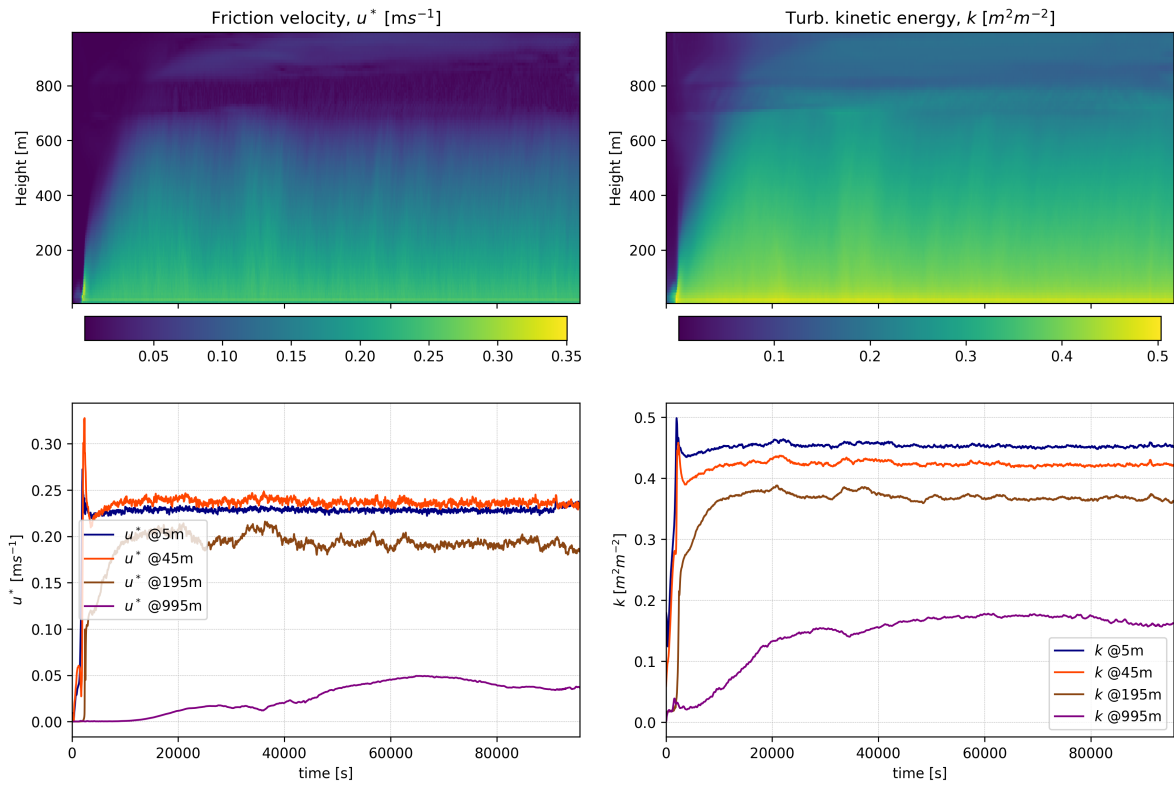 Friction velocity, u* [ms⁻¹]
Turb. kinetic energy, k [m²m⁻²]
Height [m]
800
600
400
200
Height [m]
800
600
400
200
0.05 0.10 0.15 0.20 0.25 0.30 0.35
0.1 0.2 0.3 0.4 0.5
u* [ms⁻¹]
0.30
0.25
0.20
0.15
0.10
0.05
0.00
u* @5m
u* @45m
u* @195m
u* @995m
0 20000 40000 60000 80000
time [s]
k [m²m⁻²]
0.5
0.4
0.3
0.2
0.1
0.0
k @5m
k @45m
k @195m
k @995m
0 20000 40000 60000 80000
time [s]